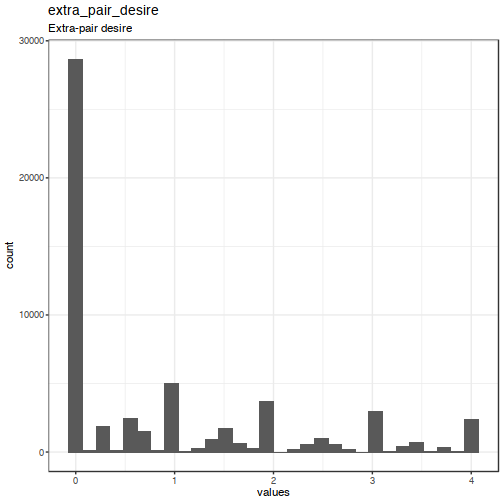 extra_pair_desire
Extra-pair desire
30000
20000
10000
0
count
0 1 2 3 4
values